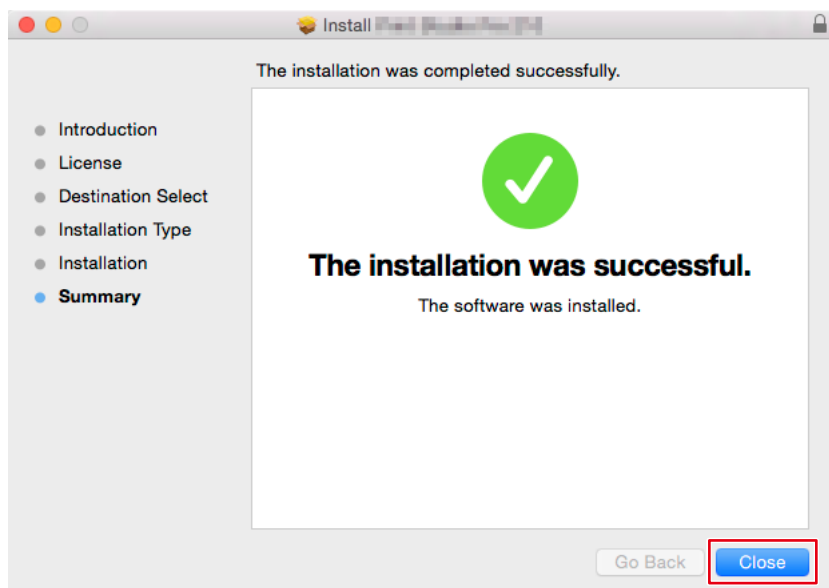 Install
The installation was completed successfully.
Introduction
License
Destination Select
Installation Type
Installation
Summary
The installation was successful.
The software was installed.
Go Back
Close